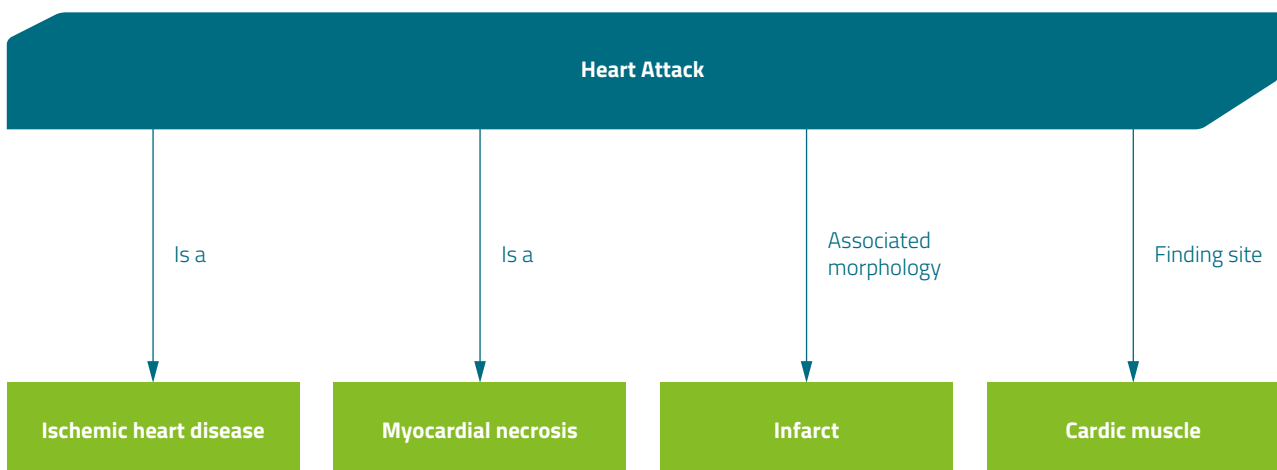 Heart Attack
Is a
Is a
Associated
morphology
Finding site
Ischemic heart disease
Myocardial necrosis
Infarct
Cardic muscle